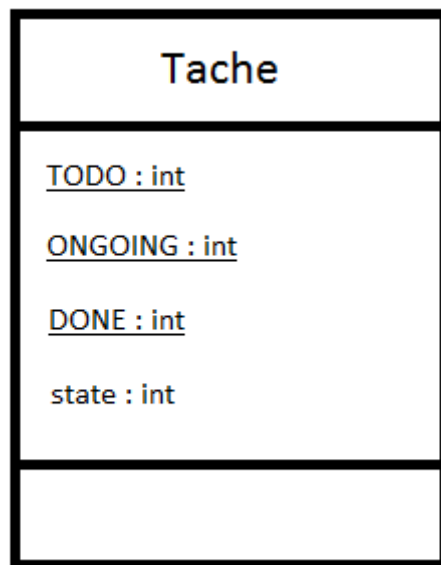 Tache
TODO : int
ONGOING : int
DONE : int
state : int